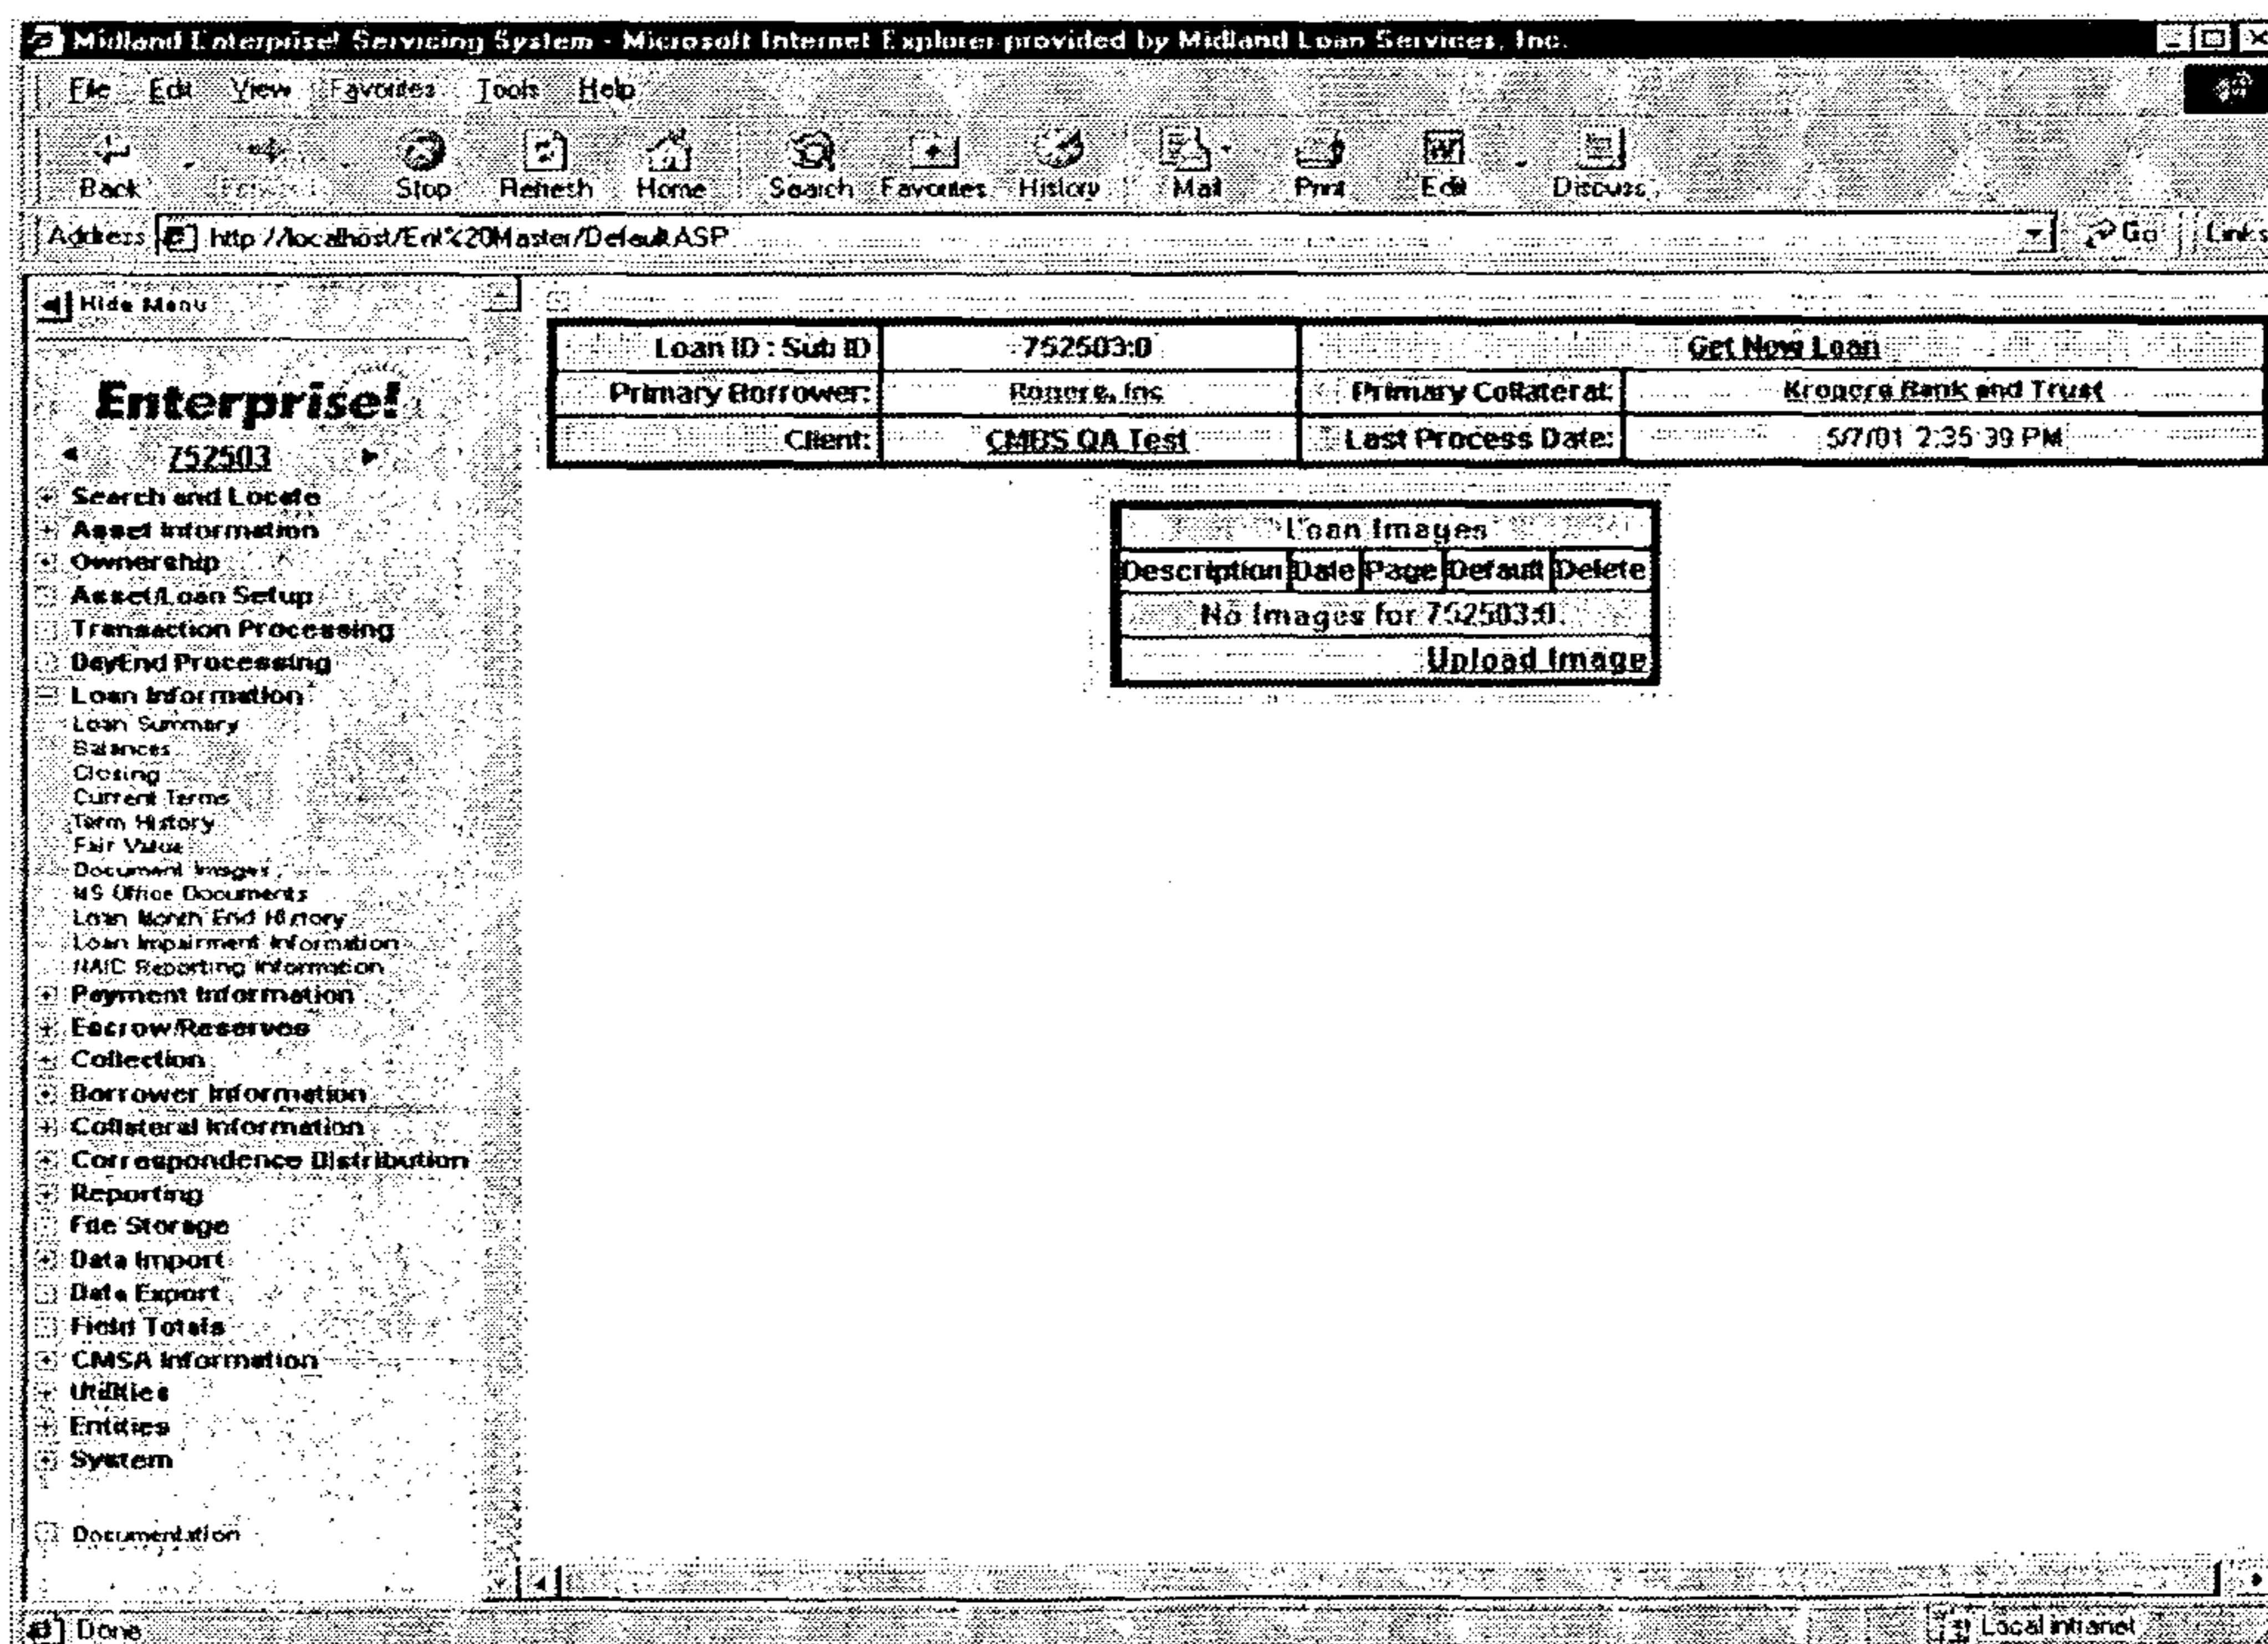 Midland Enterprise! Servicing System - Microsoft Internet Explorer provided by Midland Loan Services, Inc.
File Edit View Favorites Tools Help
Back Forward Stop Refresh Home Search Favorites History Mail Print Edit Discuss
Address http://localhost/Ent%20Master/Default.ASP Go Links
Hide Menu
Enterprise!
752503
Search and Locate
Asset Information
Ownership
Asset/Loan Setup
Transaction Processing
DayEnd Processing
Loan Information
Loan Summary
Balances
Closing
Current Terms
Term History
Fair Value
Document Images
MS Office Documents
Loan Month End History
Loan Impairment Information
NAIC Reporting Information
Payment Information
Escrow/Reserves
Collection
Borrower Information
Collateral Information
Correspondence Distribution
Reporting
File Storage
Data Import
Data Export
Field Totals
CMSA Information
Utilities
Entities
System
Documentation
Loan ID : Sub ID 752503:0 Get New Loan
Primary Borrower: Inc Primary Collateral: Bank and Trust
Client: CMBS QA Test Last Process Date: 5/7/01 2:35:39 PM
Loan Images
Description Date Page Default Delete
No Images for 752503:0.
Upload Image
Done Local intranet